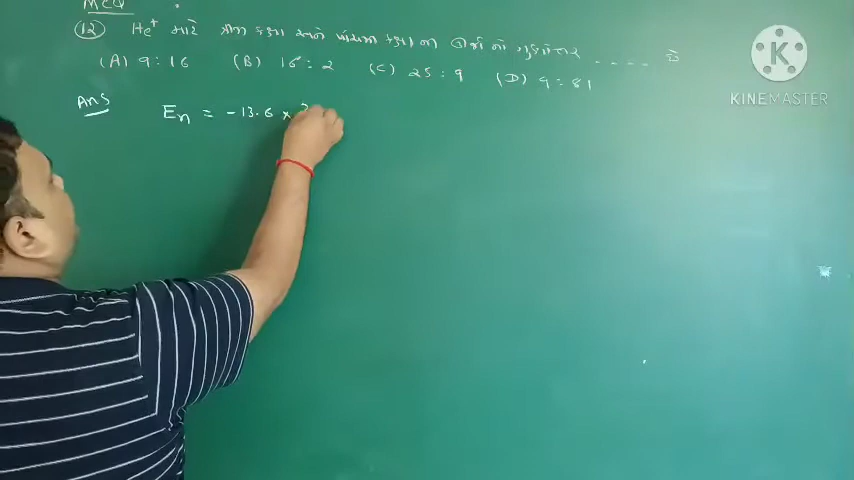 MCQ
(12) He+ માટે ત્રીજી કક્ષા અને પાંચમા કક્ષા ની ઊર્જા નો ગુણોત્તર .... છે
(A) 9:16 (B) 16:2 (C) 25:9 (D) 9:81
Ans En = -13.6 ×
KINEMASTER